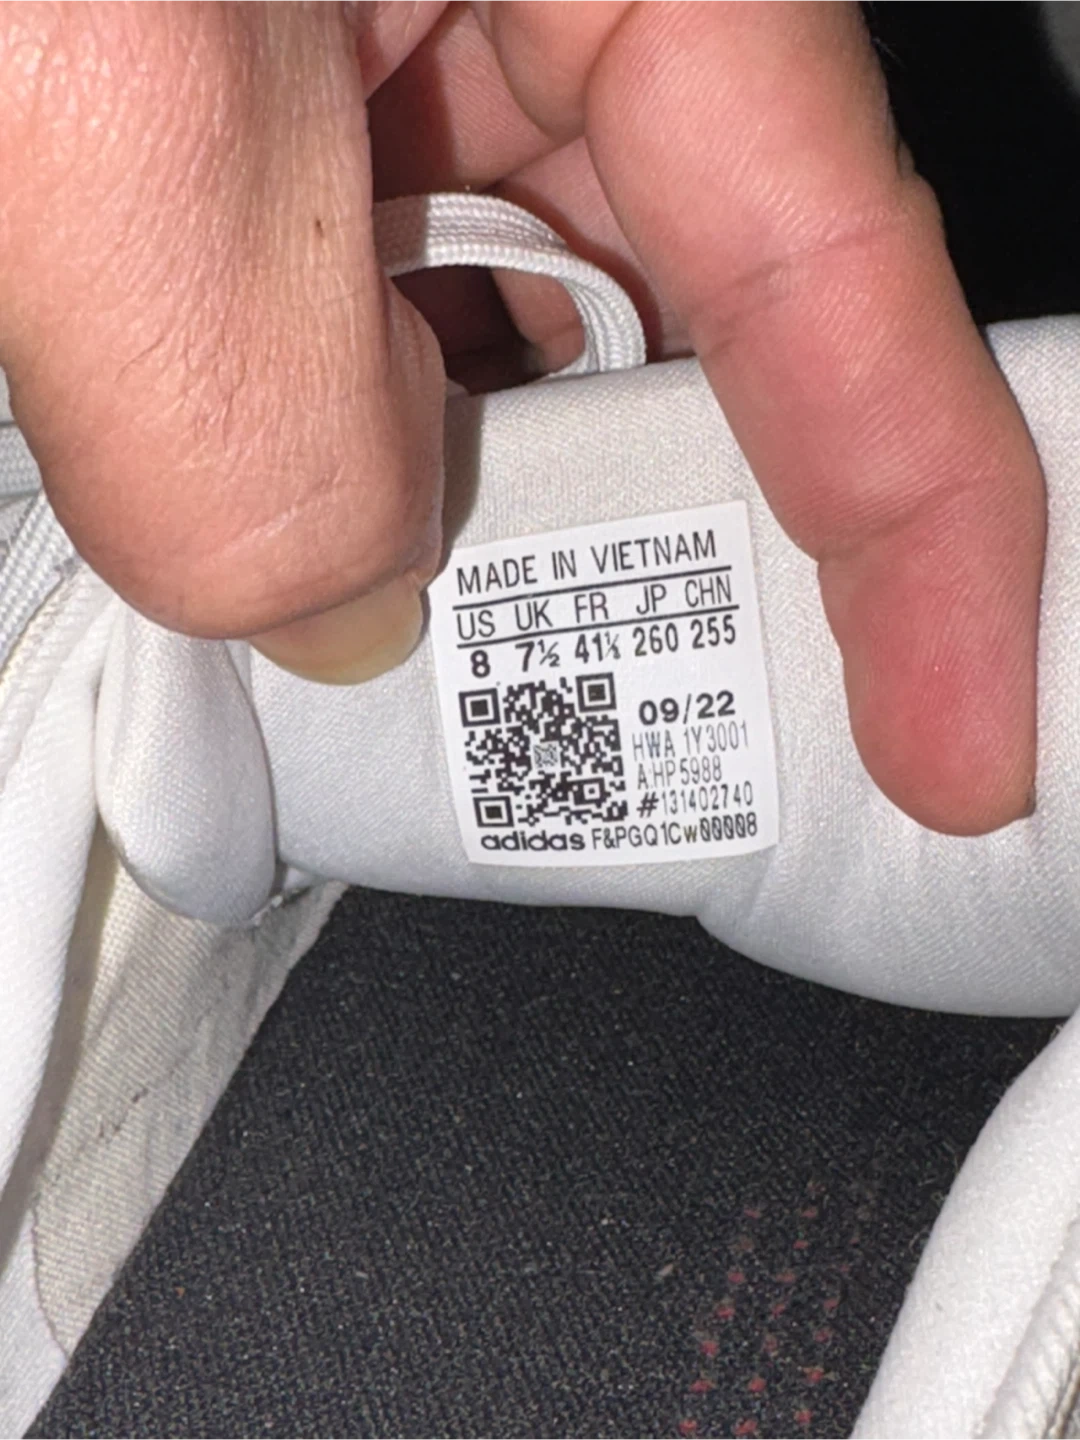 MADE IN VIETNAM
US UK FR JP CHN
8 7½ 41⅓ 260 255
09/22
HWA 1Y3001
A:HP5988
#131402740
adidas F&PGQ1Cw00008